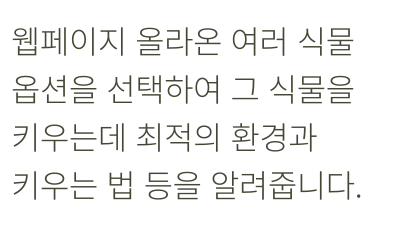 웹페이지 올라온 여러 식물
옵션을 선택하여 그 식물을
키우는데 최적의 환경과
키우는 법 등을 알려줍니다.